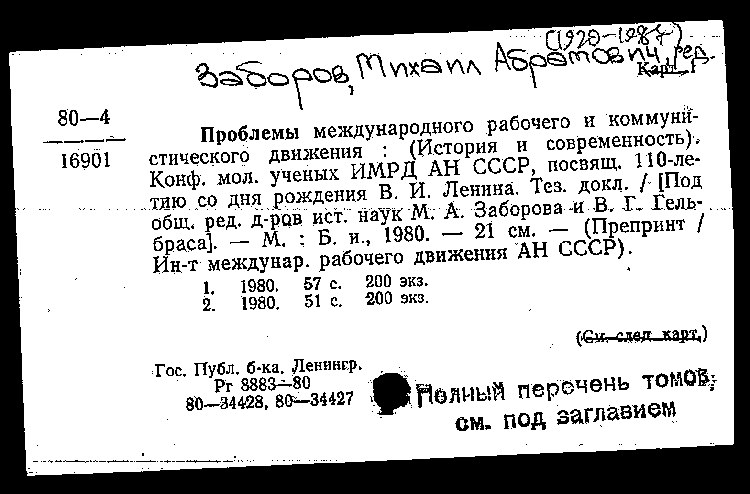 (1920-1987)
Заборов, Михаил Абрамович, ред.
Карт. 1
80—4
16901
Проблемы международного рабочего и коммуни-
стического движения : (История и современность).
Конф. мол. ученых ИМРД АН СССР, посвящ. 110-ле-
тию со дня рождения В. И. Ленина. Тез. докл. / [Под
общ. ред. д-ров ист. наук М. А. Заборова и В. Г. Гель-
браса]. — М. : Б. и., 1980. — 21 см. — (Препринт /
Ин-т междунар. рабочего движения АН СССР).
1. 1980. 57 с. 200 экз.
2. 1980. 51 с. 200 экз.
(См. след. карт.)
Гос. Публ. б-ка. Ленингр.
Рг 8883—80
80—34428, 80—34427
Полный перечень томов,
см. под заглавием